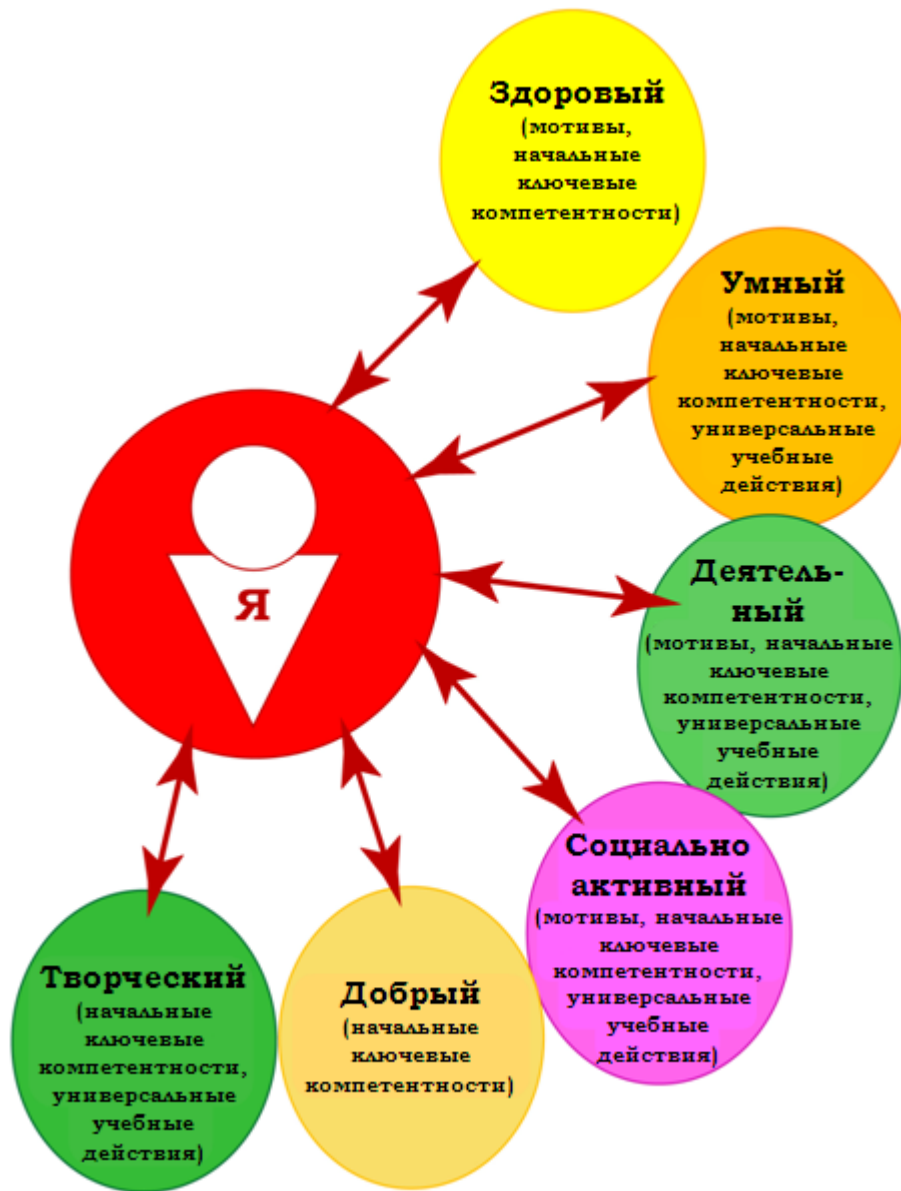 Здоровый
(мотивы,
начальные
ключевые
компетентности)
Умный
(мотивы,
начальные
ключевые
компетентности,
универсальные
учебные
действия)
Я
Деятель-
ный
(мотивы, начальные
ключевые
компетентности,
универсальные
учебные
действия)
Социально
активный
(мотивы, начальные
ключевые
компетентности,
универсальные
учебные
действия)
Добрый
(начальные
ключевые
компетентности)
Творческий
(начальные
ключевые
компетентности,
универсальные
учебные
действия)